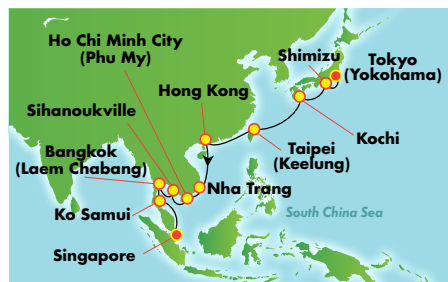 Ho Chi Minh City
(Phu My)
Shimizu
Tokyo
(Yokohama)
Hong Kong
Sihanoukville
Kochi
Bangkok
(Laem Chabang)
Taipei
(Keelung)
Nha Trang
Ko Samui
South China Sea
Singapore